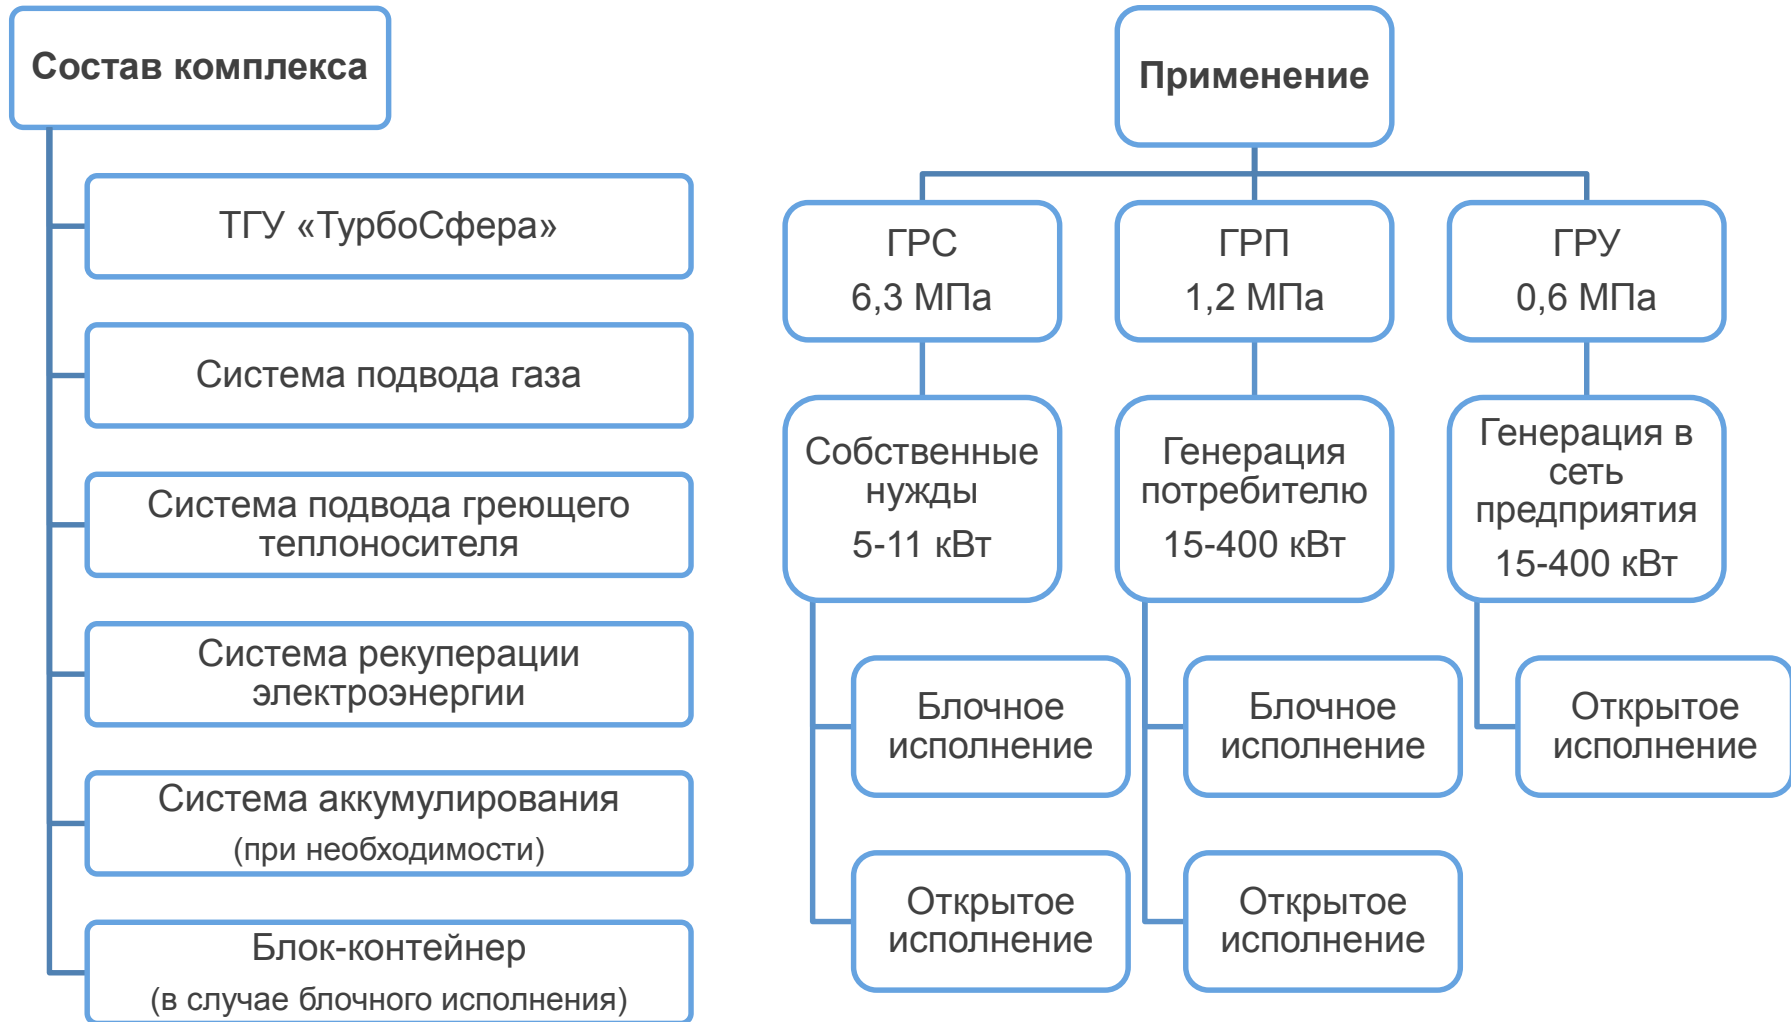 Состав комплекса
ТГУ «ТурбоСфера»
Система подвода газа
Система подвода греющего
теплоносителя
Система рекуперации
электроэнергии
Система аккумулирования
(при необходимости)
Блок-контейнер
(в случае блочного исполнения)
Применение
ГРС
6,3 МПа
Собственные
нужды
5-11 кВт
Блочное
исполнение
Открытое
исполнение
ГРП
1,2 МПа
Генерация
потребителю
15-400 кВт
Блочное
исполнение
Открытое
исполнение
ГРУ
0,6 МПа
Генерация в
сеть
предприятия
15-400 кВт
Открытое
исполнение